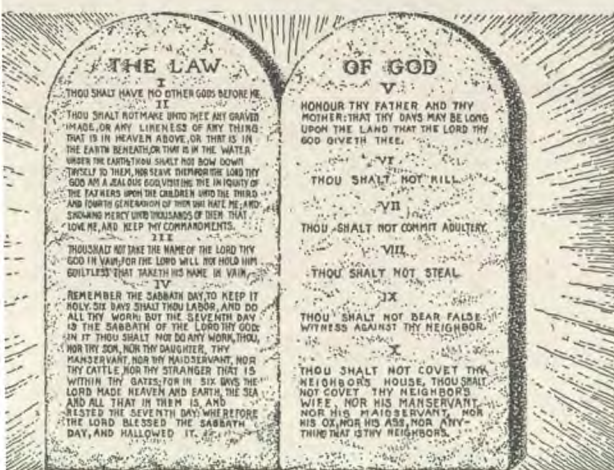 THE LAW
I
THOU SHALT HAVE NO OTHER GODS BEFORE ME.
II
THOU SHALT NOT MAKE UNTO THEE ANY GRAVEN
IMAGE, OR ANY LIKENESS OF ANY THING
THAT IS IN HEAVEN ABOVE, OR THAT IS IN
THE EARTH BENEATH, OR THAT IS IN THE WATER
UNDER THE EARTH; THOU SHALT NOT BOW DOWN
THYSELF TO THEM, NOR SERVE THEM: FOR THE LORD THY
GOD AM A JEALOUS GOD, VISITING THE INIQUITY OF
THE FATHERS UPON THE CHILDREN UNTO THE THIRD
AND FOURTH GENERATION OF THEM THAT HATE ME; AND
SHOWING MERCY UNTO THOUSANDS OF THEM THAT
LOVE ME, AND KEEP MY COMMANDMENTS.
III
THOU SHALT NOT TAKE THE NAME OF THE LORD THY
GOD IN VAIN; FOR THE LORD WILL NOT HOLD HIM
GUILTLESS THAT TAKETH HIS NAME IN VAIN.
IV
REMEMBER THE SABBATH DAY, TO KEEP IT
HOLY. SIX DAYS SHALT THOU LABOR, AND DO
ALL THY WORK: BUT THE SEVENTH DAY
IS THE SABBATH OF THE LORD THY GOD:
IN IT THOU SHALT NOT DO ANY WORK, THOU,
NOR THY SON, NOR THY DAUGHTER, THY
MANSERVANT, NOR THY MAIDSERVANT, NOR
THY CATTLE, NOR THY STRANGER THAT IS
WITHIN THY GATES; FOR IN SIX DAYS THE
LORD MADE HEAVEN AND EARTH, THE SEA
AND ALL THAT IN THEM IS, AND
RESTED THE SEVENTH DAY; WHEREFORE
THE LORD BLESSED THE SABBATH
DAY, AND HALLOWED IT.
OF GOD
V
HONOUR THY FATHER AND THY
MOTHER: THAT THY DAYS MAY BE LONG
UPON THE LAND THAT THE LORD THY
GOD GIVETH THEE.
VI
THOU SHALT NOT KILL.
VII
THOU SHALT NOT COMMIT ADULTERY.
VIII
THOU SHALT NOT STEAL.
IX
THOU SHALT NOT BEAR FALSE
WITNESS AGAINST THY NEIGHBOR.
X
THOU SHALT NOT COVET THY
NEIGHBOR'S HOUSE, THOU SHALT
NOT COVET THY NEIGHBOR'S
WIFE, NOR HIS MANSERVANT,
NOR HIS MAIDSERVANT, NOR
HIS OX, NOR HIS ASS, NOR ANY-
THING THAT IS THY NEIGHBOR'S.